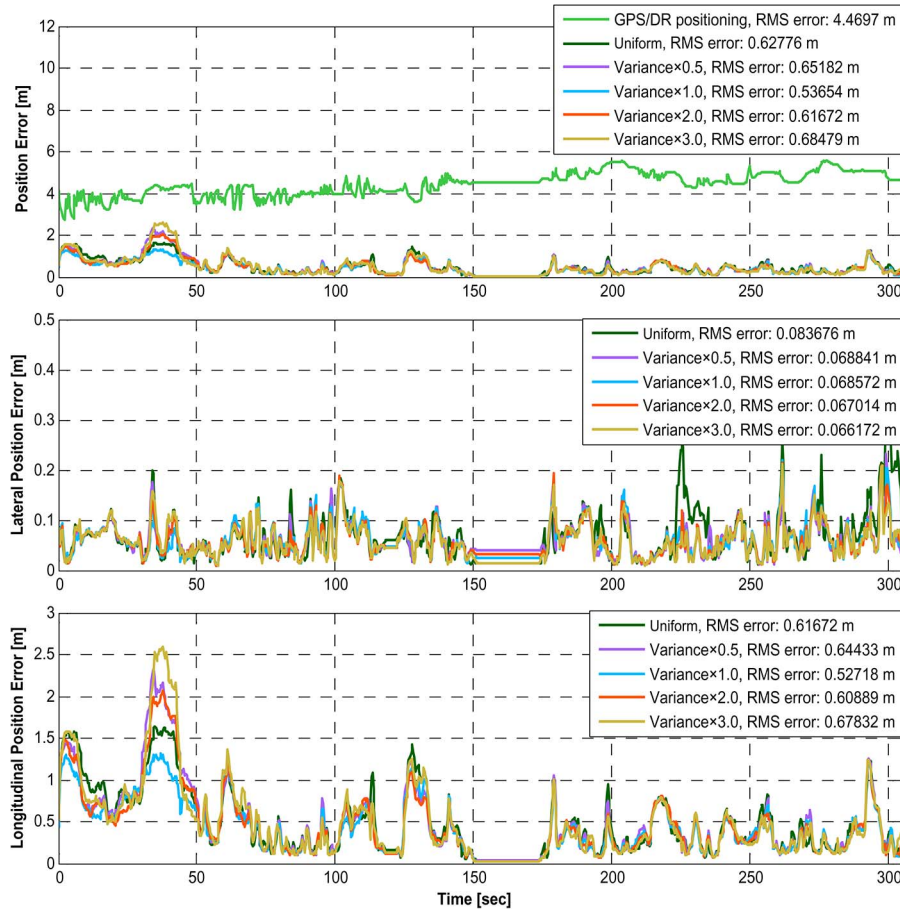 GPS/DR positioning, RMS error: 4.4697 m
Uniform, RMS error: 0.62776 m
Variance×0.5, RMS error: 0.65182 m
Variance×1.0, RMS error: 0.53654 m
Variance×2.0, RMS error: 0.61672 m
Variance×3.0, RMS error: 0.68479 m
Position Error [m]
12
10
8
6
4
2
0
0 50 100 150 200 250 300
Uniform, RMS error: 0.083676 m
Variance×0.5, RMS error: 0.068841 m
Variance×1.0, RMS error: 0.068572 m
Variance×2.0, RMS error: 0.067014 m
Variance×3.0, RMS error: 0.066172 m
Lateral Position Error [m]
0.5
0.4
0.3
0.2
0.1
0
0 50 100 150 200 250 300
Uniform, RMS error: 0.61672 m
Variance×0.5, RMS error: 0.64433 m
Variance×1.0, RMS error: 0.52718 m
Variance×2.0, RMS error: 0.60889 m
Variance×3.0, RMS error: 0.67832 m
Longitudinal Position Error [m]
3
2.5
2
1.5
1
0.5
0
0 50 100 150 200 250 300
Time [sec]